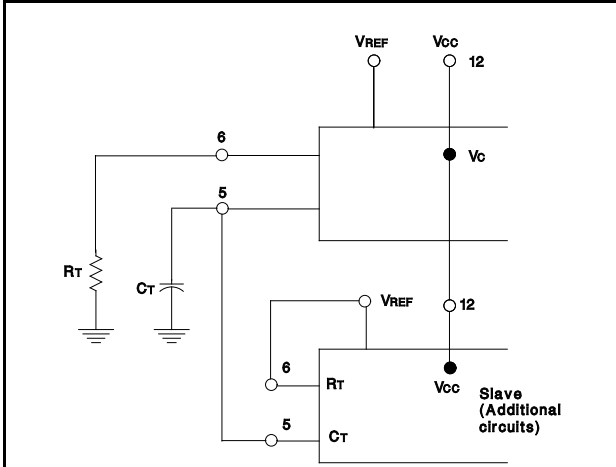 VREF
VCC
12
6
VC
5
RT
CT
VREF
12
6
RT
VCC
Slave
(Additional
circuits)
5
CT